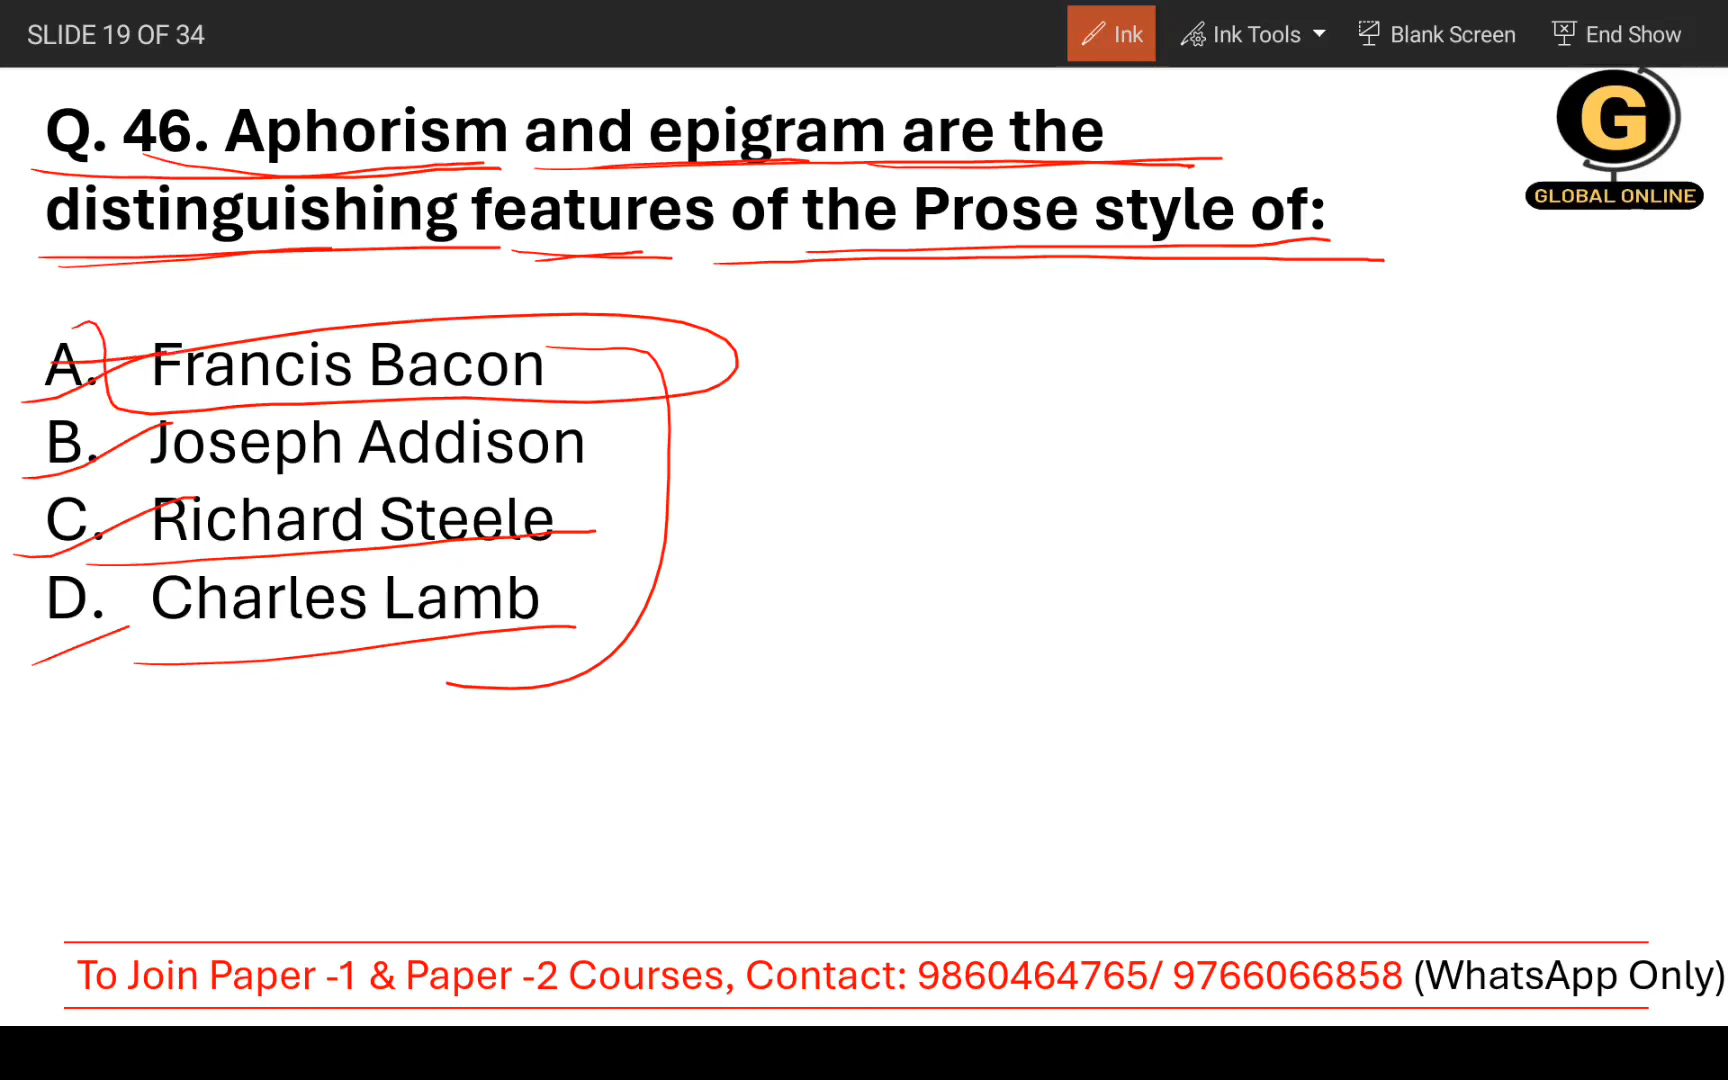 SLIDE 19 OF 34
Ink
Ink Tools
Blank Screen
End Show
G
GLOBAL ONLINE
Q. 46. Aphorism and epigram are the
distinguishing features of the Prose style of:
A. Francis Bacon
B. Joseph Addison
C. Richard Steele
D. Charles Lamb
To Join Paper -1 & Paper -2 Courses, Contact: 9860464765/ 9766066858 (WhatsApp Only)